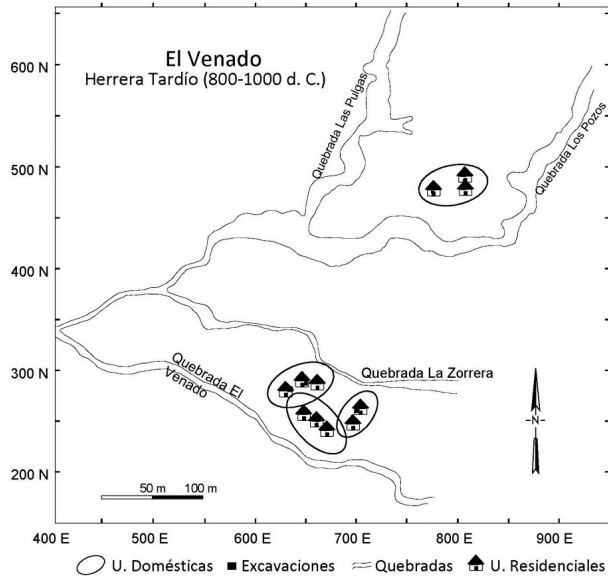 El Venado
Herrera Tardío (800-1000 d. C.)
600 N
500 N
400 N
300 N
200 N
Quebrada Las Pulgas
Quebrada Los Pozos
Quebrada La Zorrera
Quebrada El
Venado
N
50 m 100 m
400 E 500 E 600 E 700 E 800 E 900 E
U. Domésticas Excavaciones Quebradas U. Residenciales